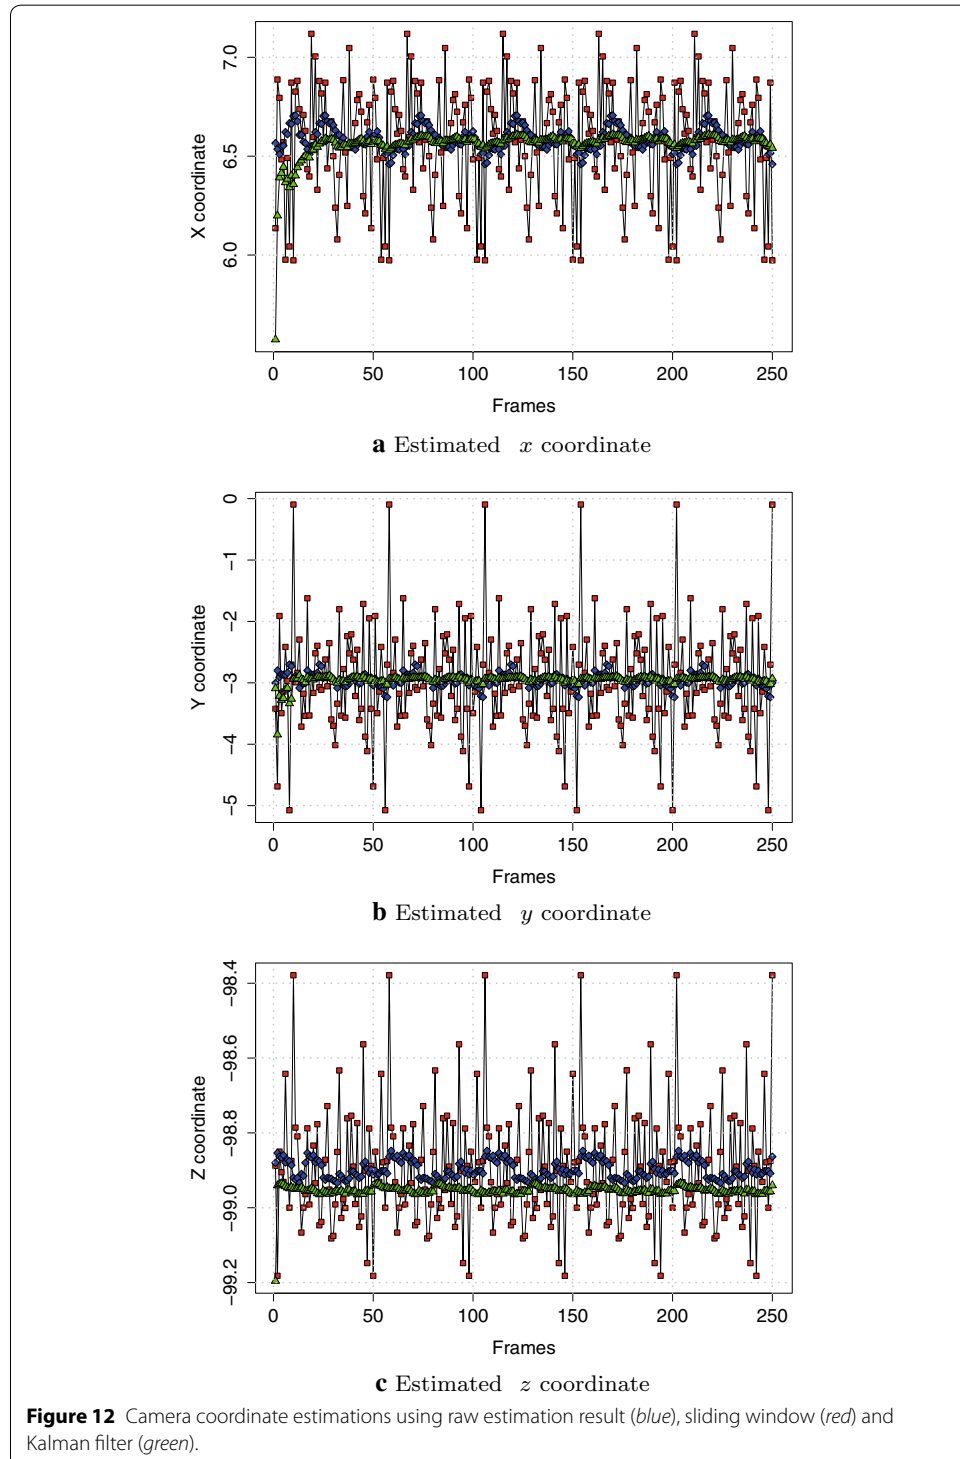 7.0
6.5
6.0
X coordinate
0 50 100 150 200 250
Frames
a Estimated x coordinate
0
−1
−2
−3
−4
−5
Y coordinate
0 50 100 150 200 250
Frames
b Estimated y coordinate
−98.4
−98.6
−98.8
−99.0
−99.2
Z coordinate
0 50 100 150 200 250
Frames
c Estimated z coordinate
Figure 12 Camera coordinate estimations using raw estimation result (blue), sliding window (red) and
Kalman filter (green).